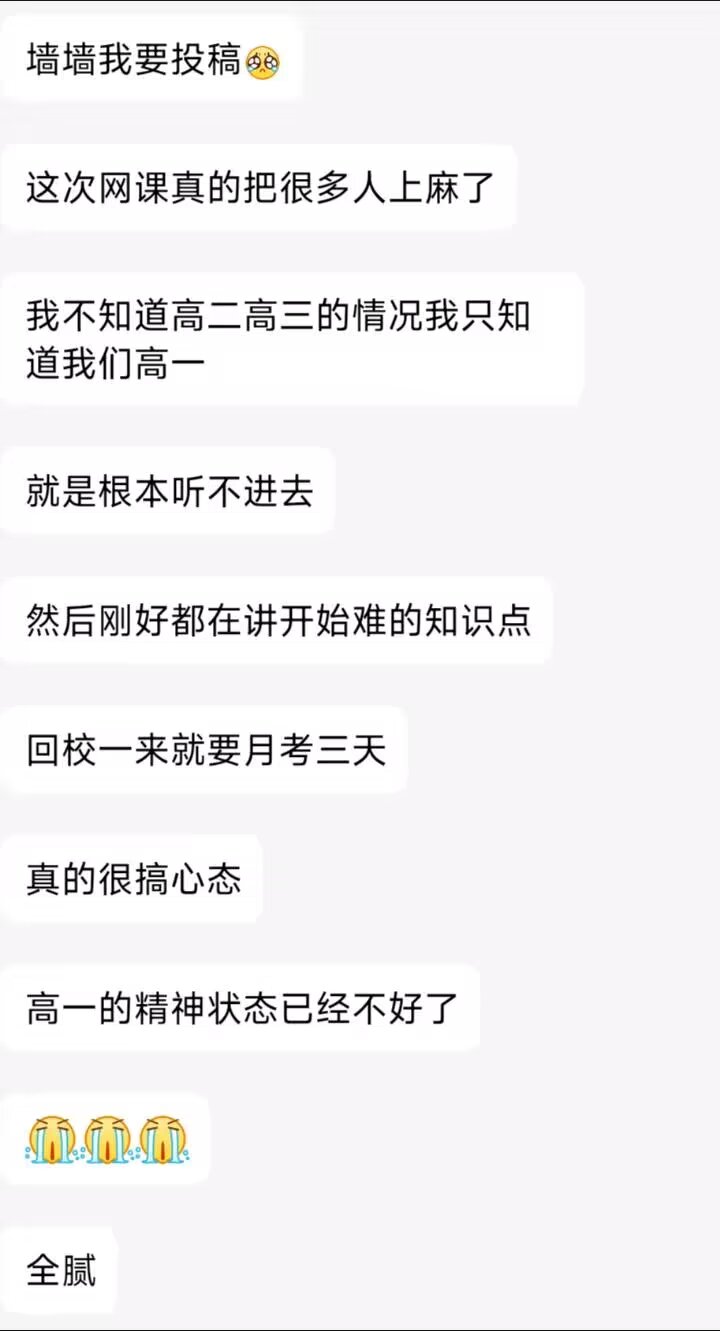 墙墙我要投稿🥹
这次网课真的把很多人上麻了
我不知道高二高三的情况我只知
道我们高一
就是根本听不进去
然后刚好都在讲开始难的知识点
回校一来就要月考三天
真的很搞心态
高一的精神状态已经不好了
😭😭😭
全腻